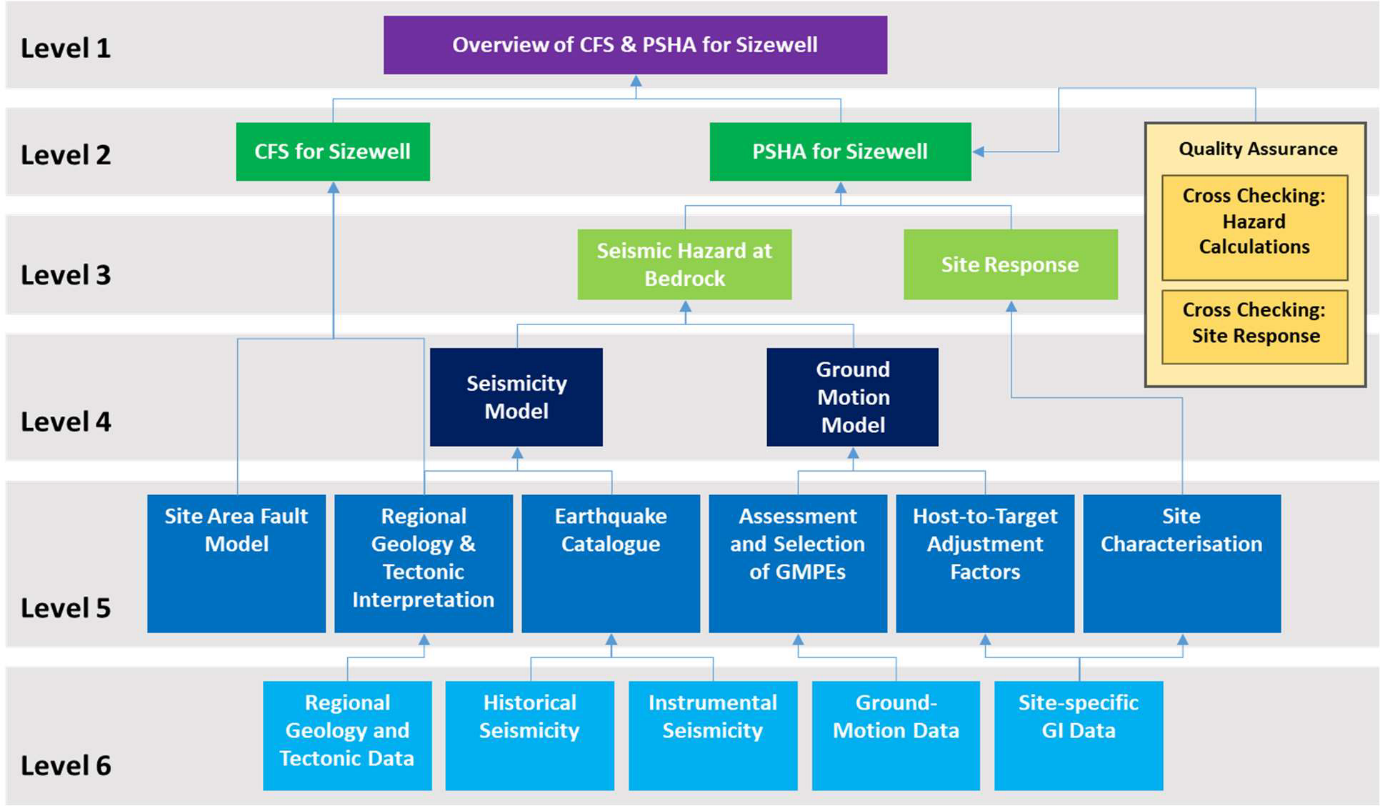 Level 1
Overview of CFS & PSHA for Sizewell
Level 2
CFS for Sizewell
PSHA for Sizewell
Quality Assurance
Cross Checking:
Hazard
Calculations
Cross Checking:
Site Response
Level 3
Seismic Hazard at
Bedrock
Site Response
Level 4
Seismicity
Model
Ground
Motion
Model
Level 5
Site Area Fault
Model
Regional
Geology &
Tectonic
Interpretation
Earthquake
Catalogue
Assessment
and Selection
of GMPEs
Host-to-Target
Adjustment
Factors
Site
Characterisation
Level 6
Regional
Geology and
Tectonic Data
Historical
Seismicity
Instrumental
Seismicity
Ground-
Motion Data
Site-specific
GI Data